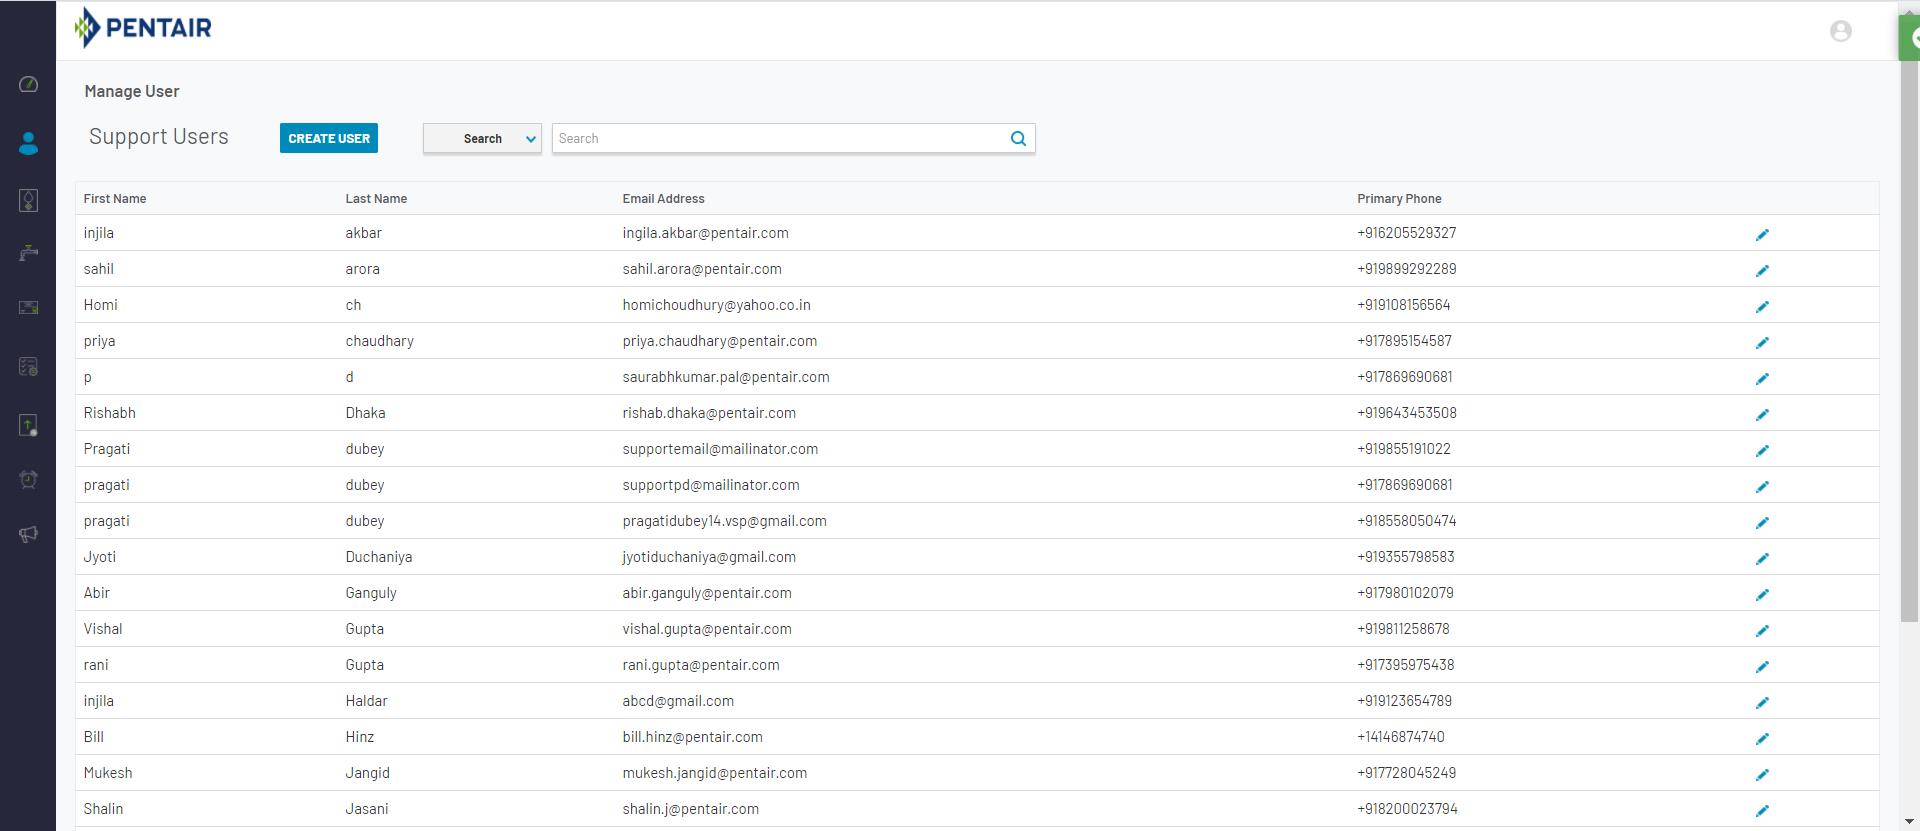 PENTAIR
Manage User
Support Users CREATE USER Search Search
First Name Last Name Email Address Primary Phone
injila akbar ingila.akbar@pentair.com +916205529327
sahil arora sahil.arora@pentair.com +919899292289
Homi ch homichoudhury@yahoo.co.in +919108156564
priya chaudhary priya.chaudhary@pentair.com +917895154587
p d saurabhkumar.pal@pentair.com +917869690681
Rishabh Dhaka rishab.dhaka@pentair.com +919643453508
Pragati dubey supportemail@mailinator.com +919855191022
pragati dubey supportpd@mailinator.com +917869690681
pragati dubey pragatidubey14.vsp@gmail.com +918558050474
Jyoti Duchaniya jyotiduchaniya@gmail.com +919355798583
Abir Ganguly abir.ganguly@pentair.com +917980102079
Vishal Gupta vishal.gupta@pentair.com +919811258678
rani Gupta rani.gupta@pentair.com +917395975438
injila Haldar abcd@gmail.com +919123654789
Bill Hinz bill.hinz@pentair.com +14146874740
Mukesh Jangid mukesh.jangid@pentair.com +917728045249
Shalin Jasani shalin.j@pentair.com +918200023794